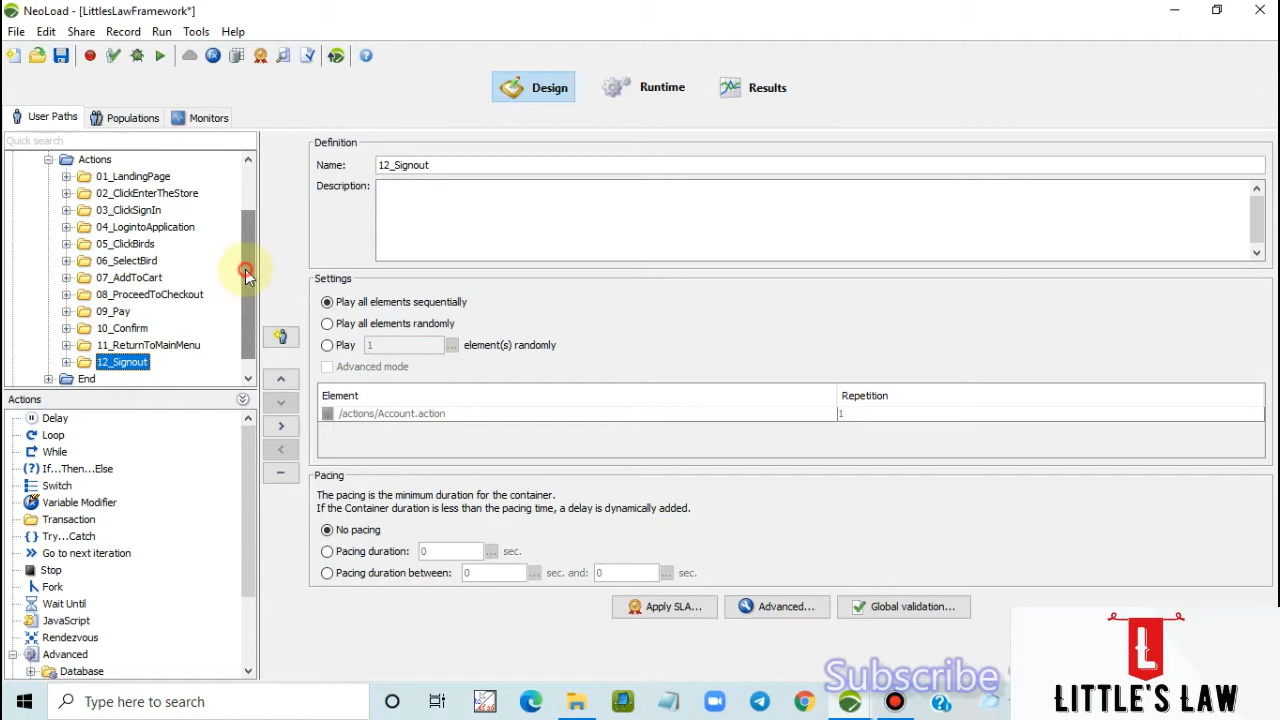 NeoLoad - [LittlesLawFramework*]
File Edit Share Record Run Tools Help
Design Runtime Results
User Paths Populations Monitors
Quick search
Actions
01_LandingPage
02_ClickEnterTheStore
03_ClickSignIn
04_LogintoApplication
05_ClickBirds
06_SelectBird
07_AddToCart
08_ProceedToCheckout
09_Pay
10_Confirm
11_ReturnToMainMenu
12_Signout
End
Actions
Delay
Loop
While
If...Then...Else
Switch
Variable Modifier
Transaction
Try...Catch
Go to next iteration
Stop
Fork
Wait Until
JavaScript
Rendezvous
Advanced
Database
Definition
Name: 12_Signout
Description:
Settings
Play all elements sequentially
Play all elements randomly
Play 1 ... element(s) randomly
Advanced mode
Element Repetition
/actions/Account.action 1
Pacing
The pacing is the minimum duration for the container.
If the Container duration is less than the pacing time, a delay is dynamically added.
No pacing
Pacing duration: 0 ... sec.
Pacing duration between: 0 ... sec. and: 0 ... sec.
Apply SLA... Advanced... Global validation...
Subscribe
L
LITTLE'S LAW
Type here to search